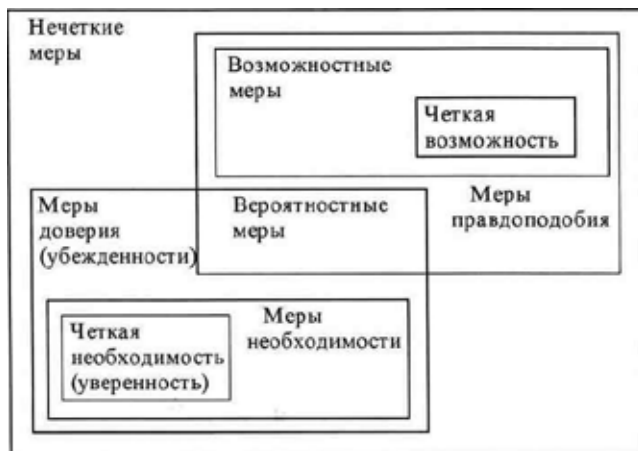 Нечеткие
меры
Возможностные
меры
Четкая
возможность
Меры
правдоподобия
Меры
доверия
(убежденности)
Вероятностные
меры
Меры
необходимости
Четкая
необходимость
(уверенность)